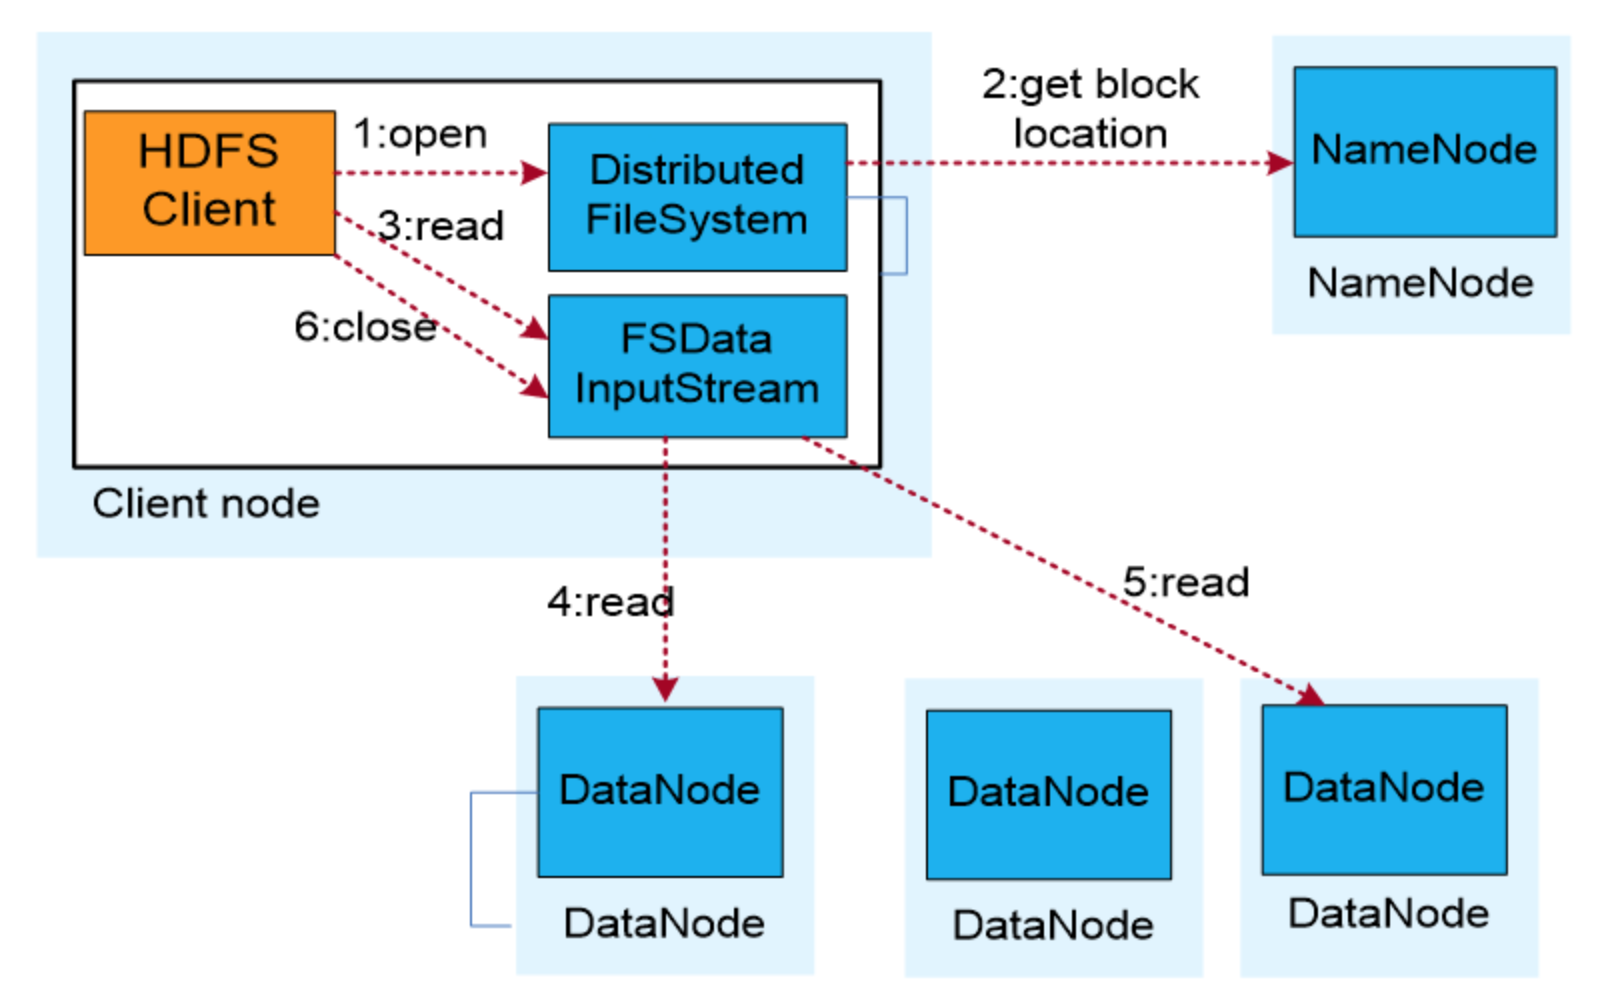 HDFS
Client
1:open
Distributed
FileSystem
2:get block
location
NameNode
NameNode
3:read
6:close
FSData
InputStream
Client node
4:read
5:read
DataNode
DataNode
DataNode
DataNode
DataNode
DataNode